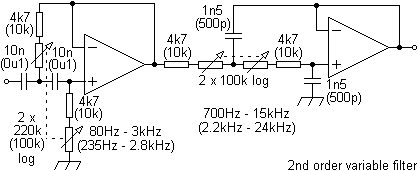 4k7
(10k)
10n
(0u1)
10n
(0u1)
4k7
(10k)
2 x
220k
(100k)
log
80Hz - 3kHz
(235Hz - 2.8kHz)
4k7
(10k)
1n5
(500p)
2 x 100k log
4k7
(10k)
1n5
(500p)
700Hz - 15kHz
(2.2kHz - 24kHz)
2nd order variable filter